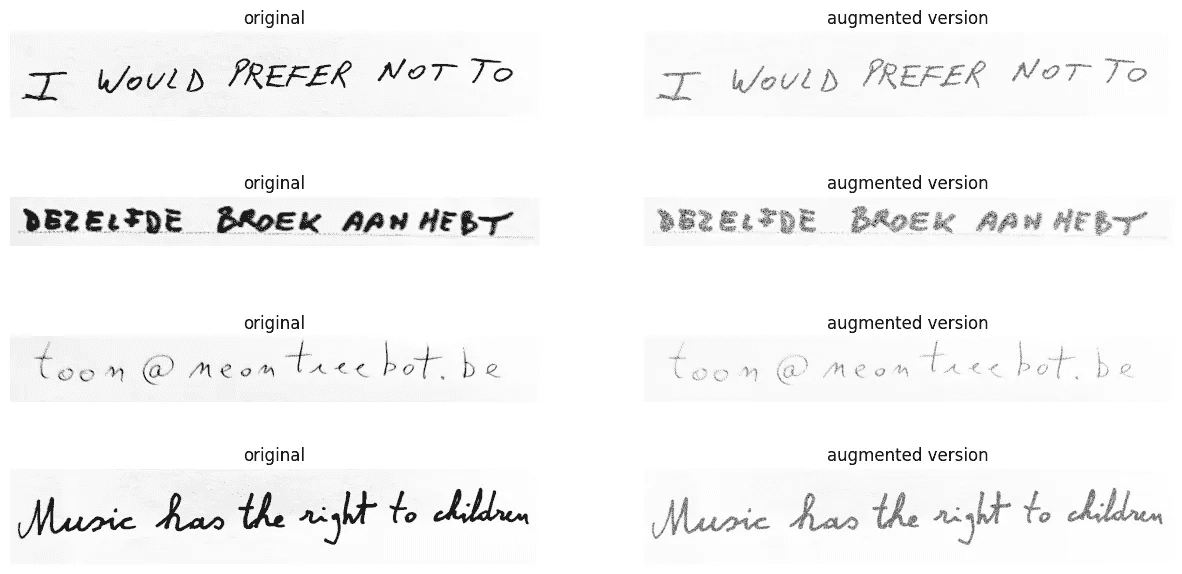 original augmented version
I WOULD PREFER NOT TO I WOULD PREFER NOT TO
original augmented version
DEZELFDE BROEK AAN HEBT DEZELFDE BROEK AAN HEBT
original augmented version
toon@neontreebot.be toon@neontreebot.be
original augmented version
Music has the right to children Music has the right to children